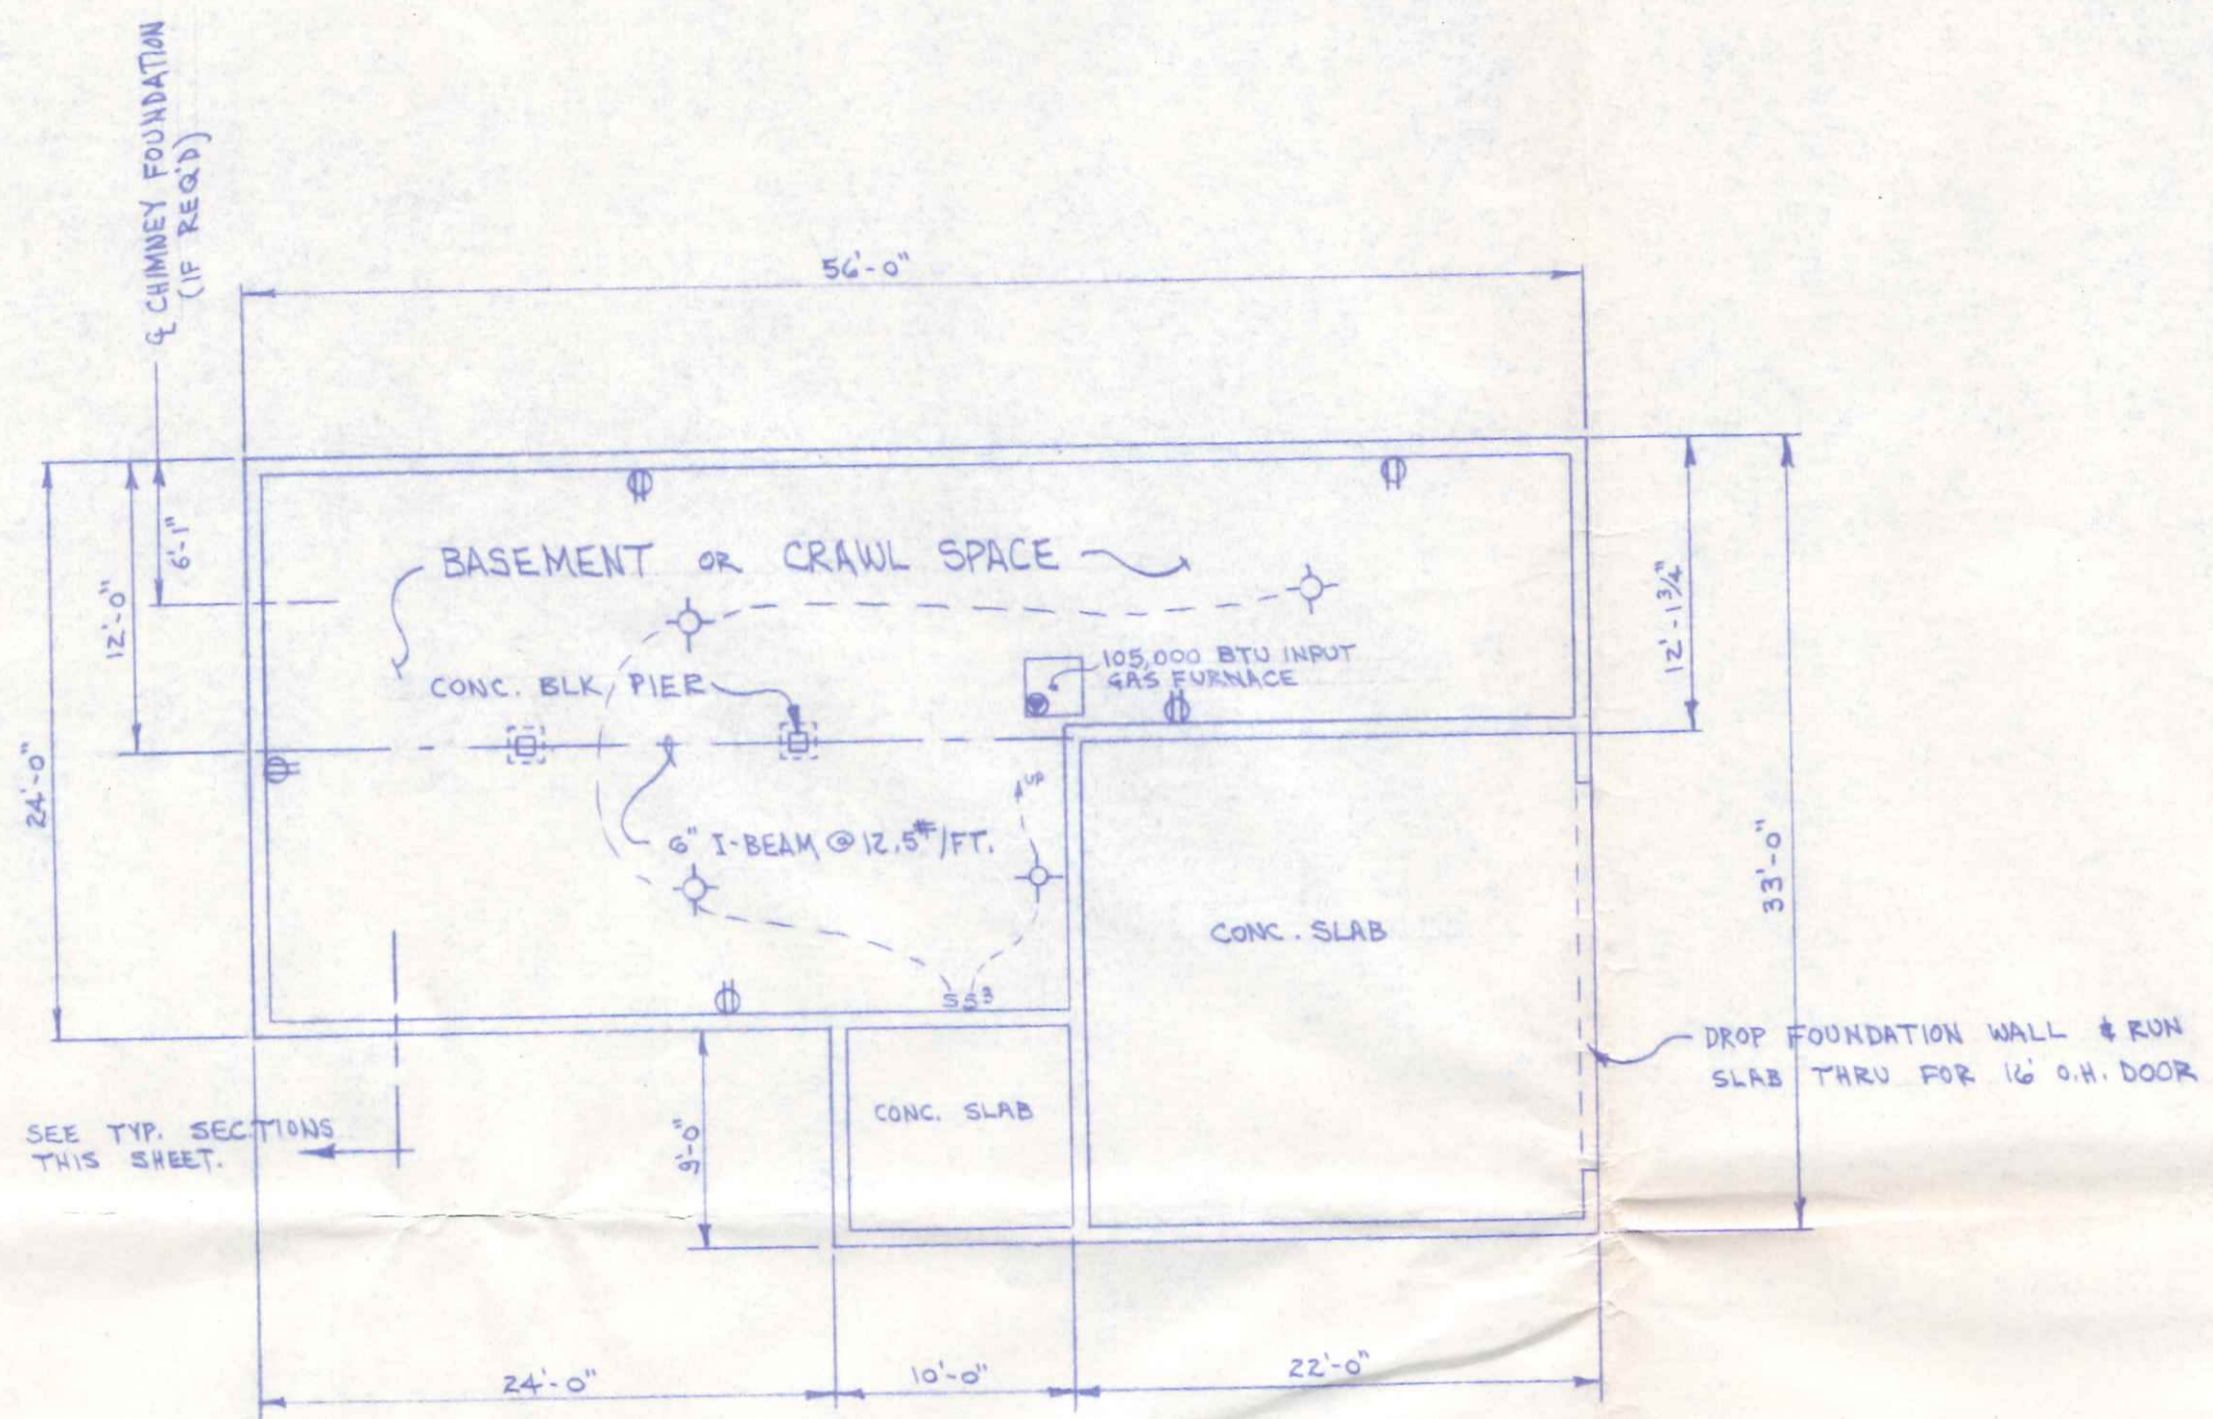 ℄ CHIMNEY FOUNDATION
(IF REQ'D)
56'-0"
6'-1"
12'-0"
24'-0"
BASEMENT OR CRAWL SPACE
12'-1¾"
33'-0"
105,000 BTU INPUT
GAS FURNACE
CONC. BLK PIER
UP
6" I-BEAM @ 12.5#/FT.
CONC. SLAB
S S3
DROP FOUNDATION WALL & RUN
SLAB THRU FOR 16' O.H. DOOR
CONC. SLAB
9'-0"
SEE TYP. SECTIONS
THIS SHEET.
24'-0"
10'-0"
22'-0"